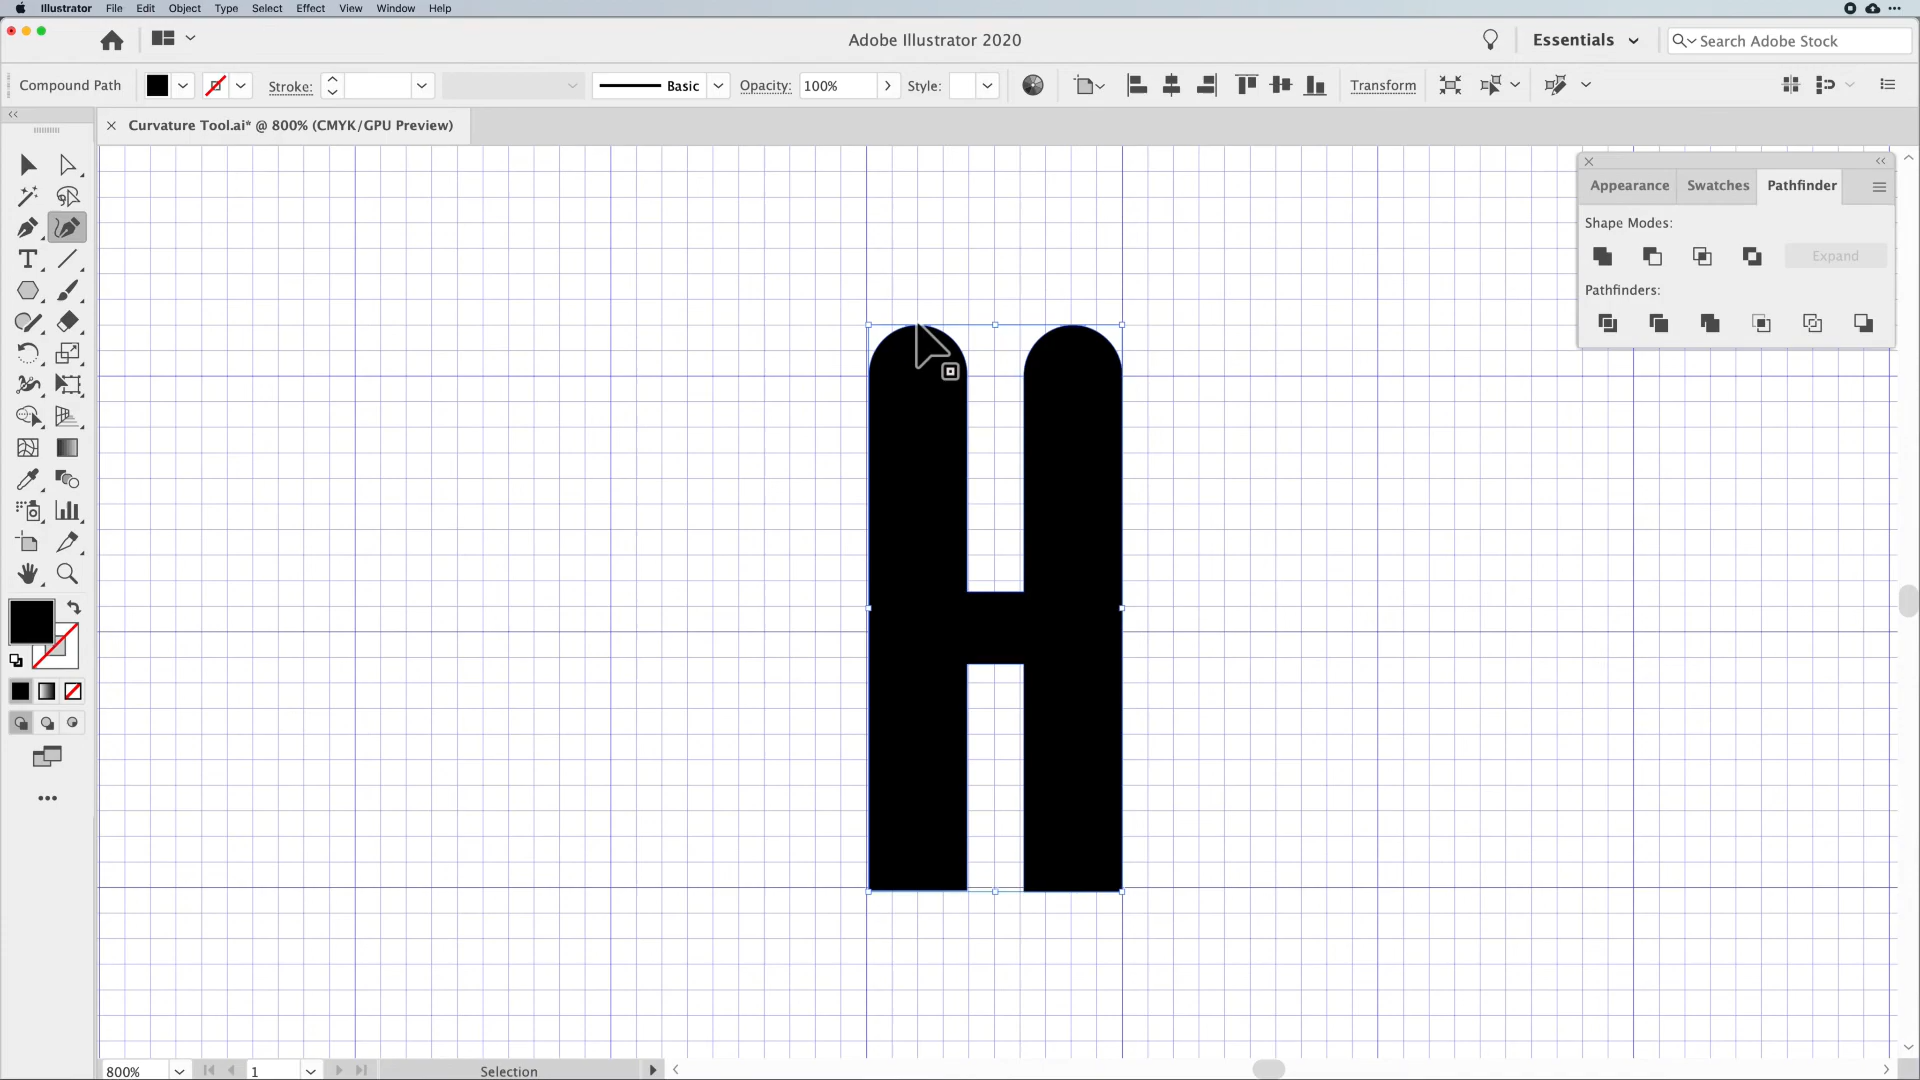 Illustrator File Edit Object Type Select Effect View Window Help
Adobe Illustrator 2020
Essentials
Search Adobe Stock
Compound Path
Stroke:
Basic
Opacity: 100%
Style:
Transform
Curvature Tool.ai* @ 800% (CMYK/GPU Preview)
Appearance Swatches Pathfinder
Shape Modes:
Expand
Pathfinders:
H
800%
1
Selection